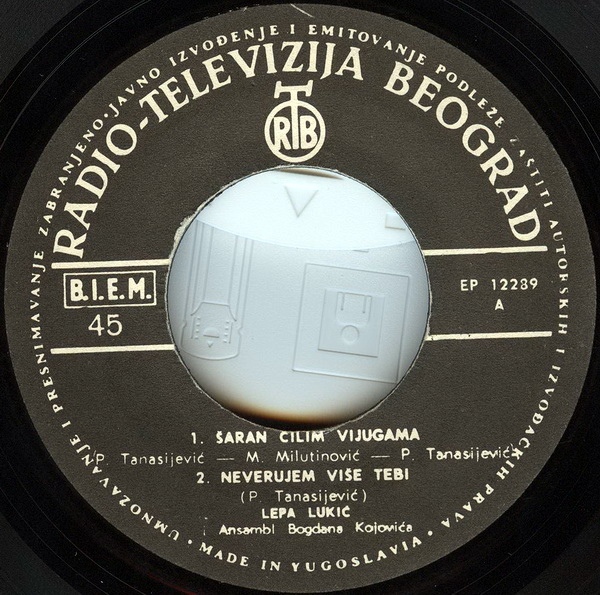 UMNOŽAVANJE I PRESNIMAVANJE ZABRANJENO·JAVNO IZVOĐENJE I EMITOVANJE PODLEŽE ZAŠTITI AUTORSKIH I IZVOĐAČKIH PRAVA
RADIO-TELEVIZIJA BEOGRAD
RTB
B.I.E.M.
45
EP 12289
A
1. ŠARAN ĆILIM VIJUGAMA
P. Tanasijević — M. Milutinović — P. Tanasijević
2. NEVERUJEM VIŠE TEBI
(P. Tanasijević)
LEPA LUKIĆ
Ansambl Bogdana Kojovića
• MADE IN YUGOSLAVIA •